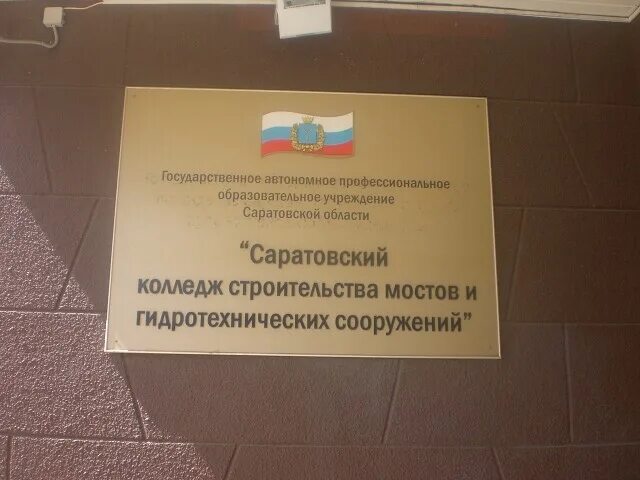 Государственное автономное профессиональное
образовательное учреждение
Саратовской области
“Саратовский
колледж строительства мостов и
гидротехнических сооружений”